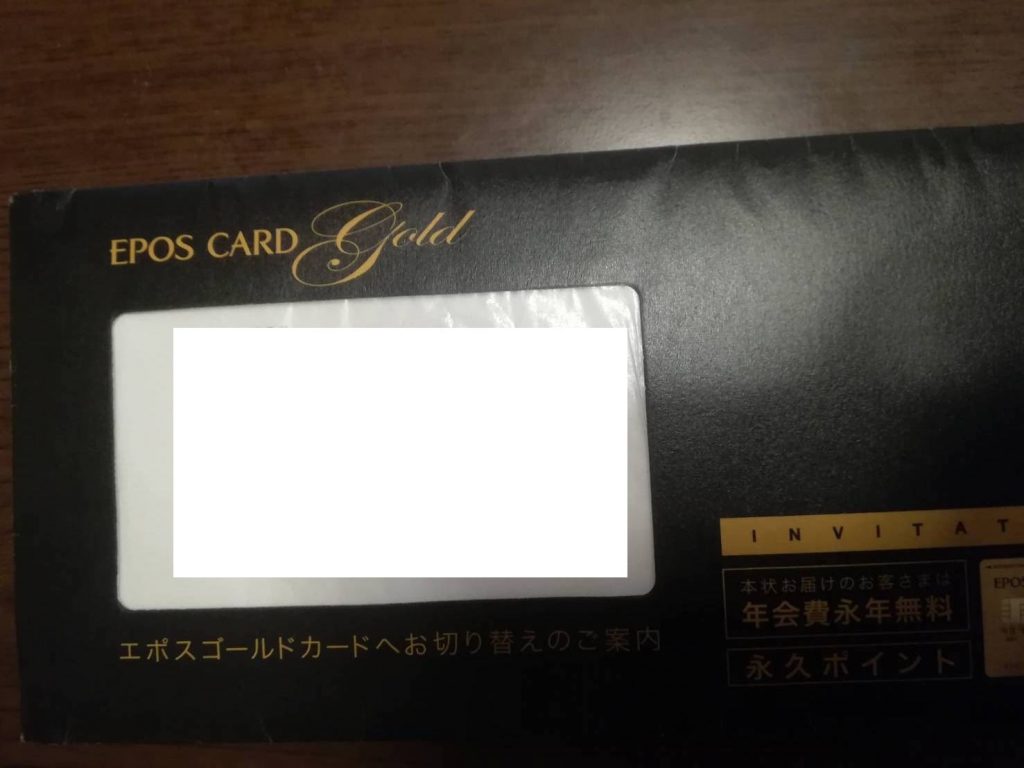 EPOS CARD Gold
エポスゴールドカードへお切り替えのご案内
INVITAT
本状お届けのお客さまは
年会費永年無料
永久ポイント
EPOS